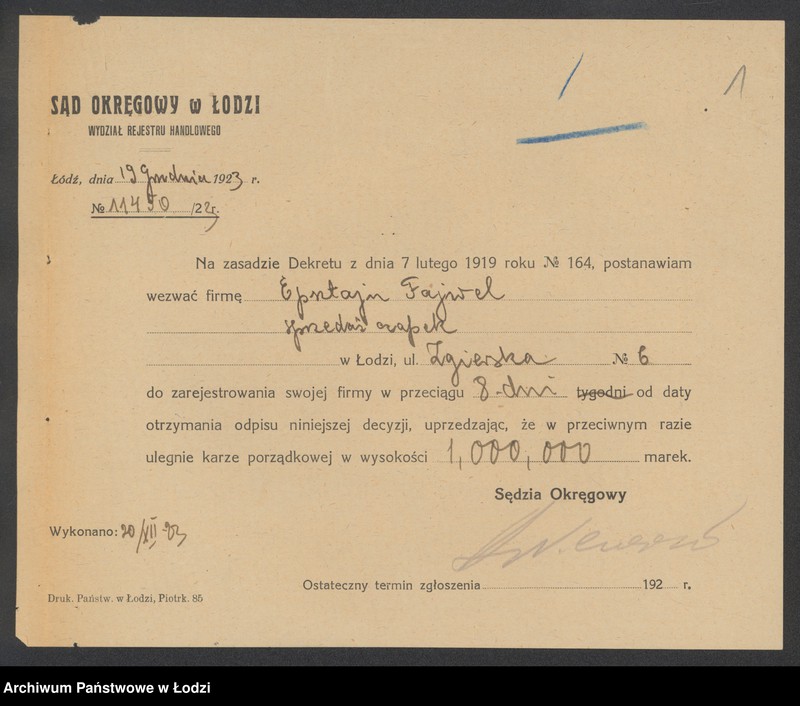 1
1
SĄD OKRĘGOWY w ŁODZI
WYDZIAŁ REJESTRU HANDLOWEGO
Łódź, dnia 19 Grudnia 1923 r.
№ 11450 /22r.
Na zasadzie Dekretu z dnia 7 lutego 1919 roku № 164, postanawiam
wezwać firmę Epsztajn Fajwel
sprzedaż czapek
w Łodzi, ul. Zgierska № 6
do zarejestrowania swojej firmy w przeciągu 8-dni tygodni od daty
otrzymania odpisu niniejszej decyzji, uprzedzając, że w przeciwnym razie
ulegnie karze porządkowej w wysokości 1,000,000 marek.
Sędzia Okręgowy
Wykonano: 20/XII-23
Ostateczny termin zgłoszenia 192 r.
Druk. Państw. w Łodzi, Piotrk. 85
Archiwum Państwowe w Łodzi